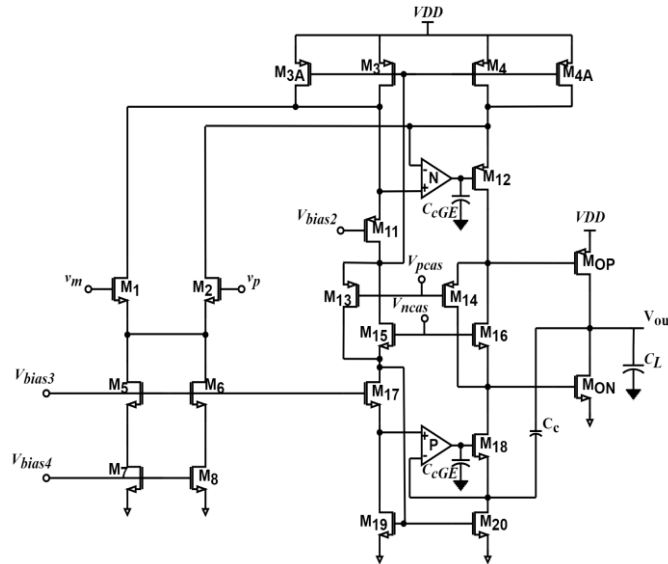 VDD
M3A
M3
M4
M4A
N
M12
CcGE
Vbias2
M11
VDD
vm
M1
M2
vp
Vpcas
MOP
M13
Vncas
M14
Vou
M15
M16
CL
Vbias3
M5
M6
M17
MON
Cc
P
M18
CcGE
Vbias4
M7
M8
M19
M20